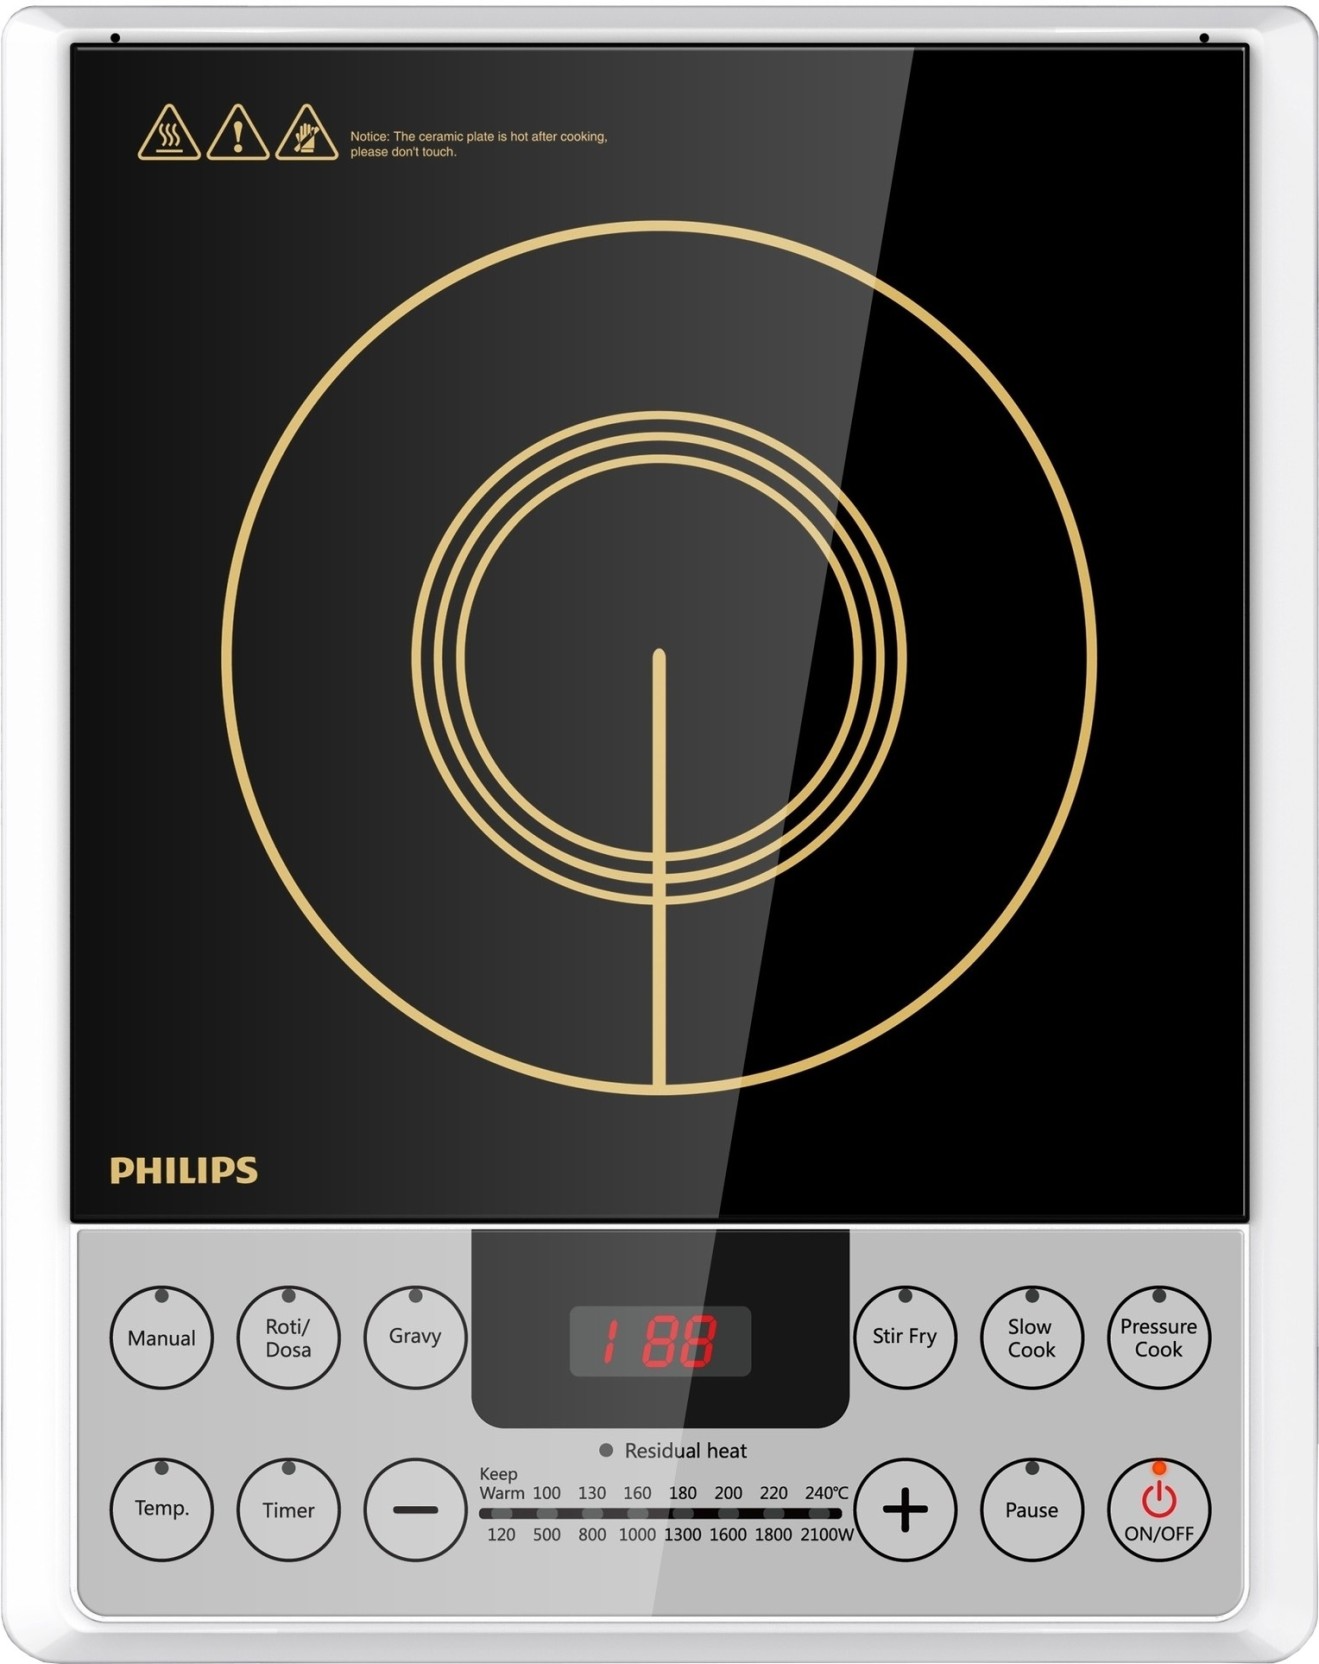 Notice: The ceramic plate is hot after cooking,
please don't touch.
PHILIPS
Manual
Roti/
Dosa
Gravy
188
Stir Fry
Slow
Cook
Pressure
Cook
Residual heat
Temp.
Timer
−
Keep
Warm 100 130 160 180 200 220 240℃
120 500 800 1000 1300 1600 1800 2100W
+
Pause
ON/OFF